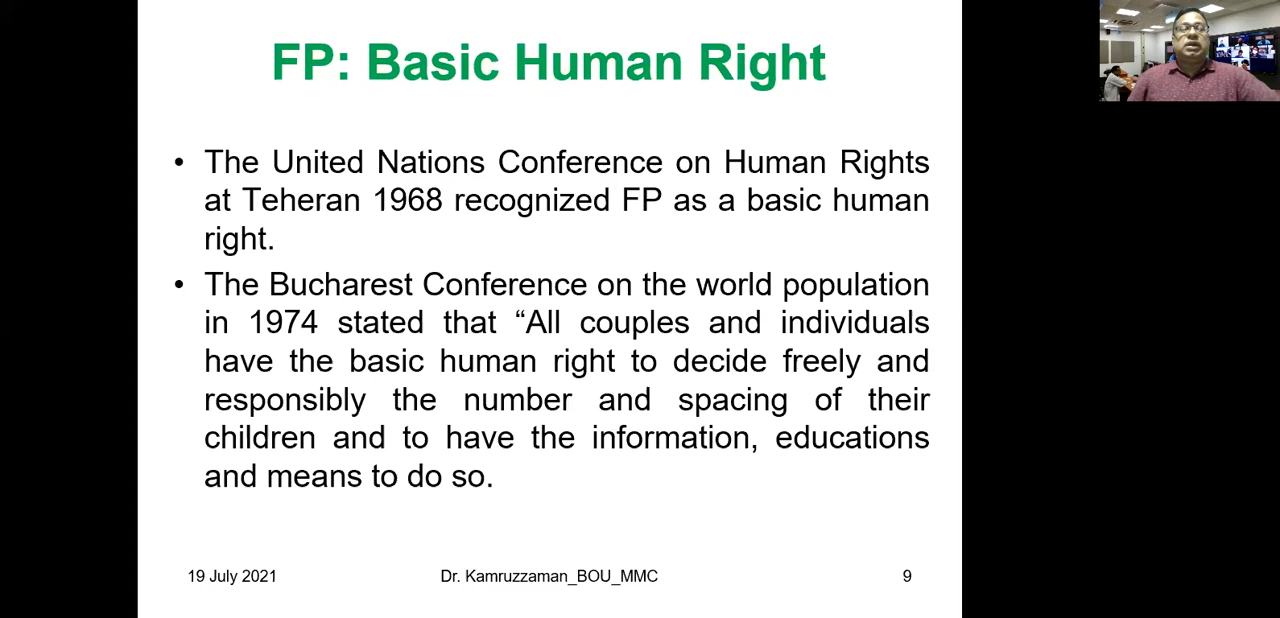 FP: Basic Human Right
• The United Nations Conference on Human Rights
at Teheran 1968 recognized FP as a basic human
right.
• The Bucharest Conference on the world population
in 1974 stated that “All couples and individuals
have the basic human right to decide freely and
responsibly the number and spacing of their
children and to have the information, educations
and means to do so.
19 July 2021
Dr. Kamruzzaman_BOU_MMC
9